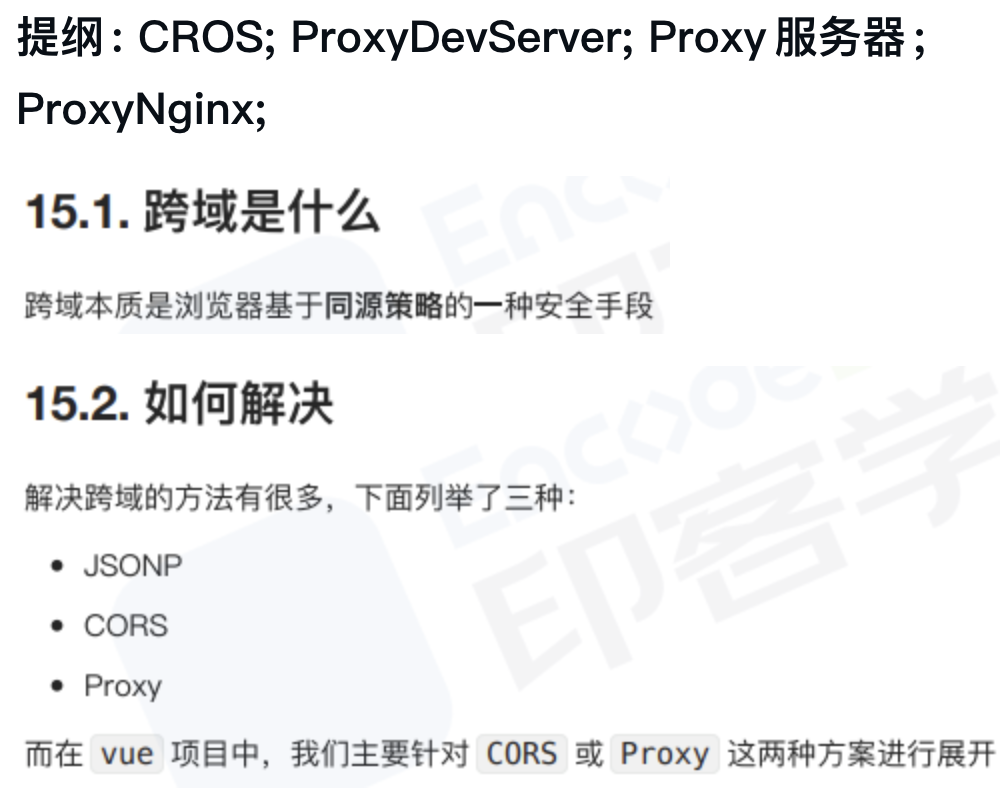 提纲：CROS; ProxyDevServer; Proxy 服务器；
ProxyNginx;
15.1. 跨域是什么
跨域本质是浏览器基于同源策略的一种安全手段
15.2. 如何解决
解决跨域的方法有很多，下面列举了三种：
• JSONP
• CORS
• Proxy
而在 vue 项目中，我们主要针对 CORS 或 Proxy 这两种方案进行展开
Encode
印客学